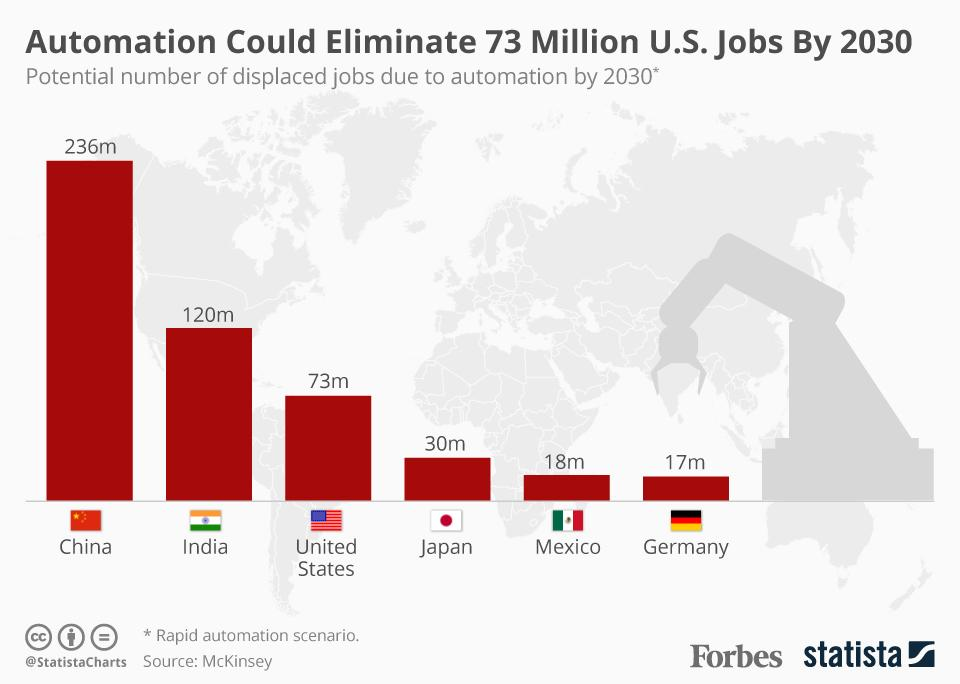 Automation Could Eliminate 73 Million U.S. Jobs By 2030
Potential number of displaced jobs due to automation by 2030*
236m
120m
73m
30m
18m
17m
China
India
United
States
Japan
Mexico
Germany
cc
@StatistaCharts
* Rapid automation scenario.
Source: McKinsey
Forbes
statista